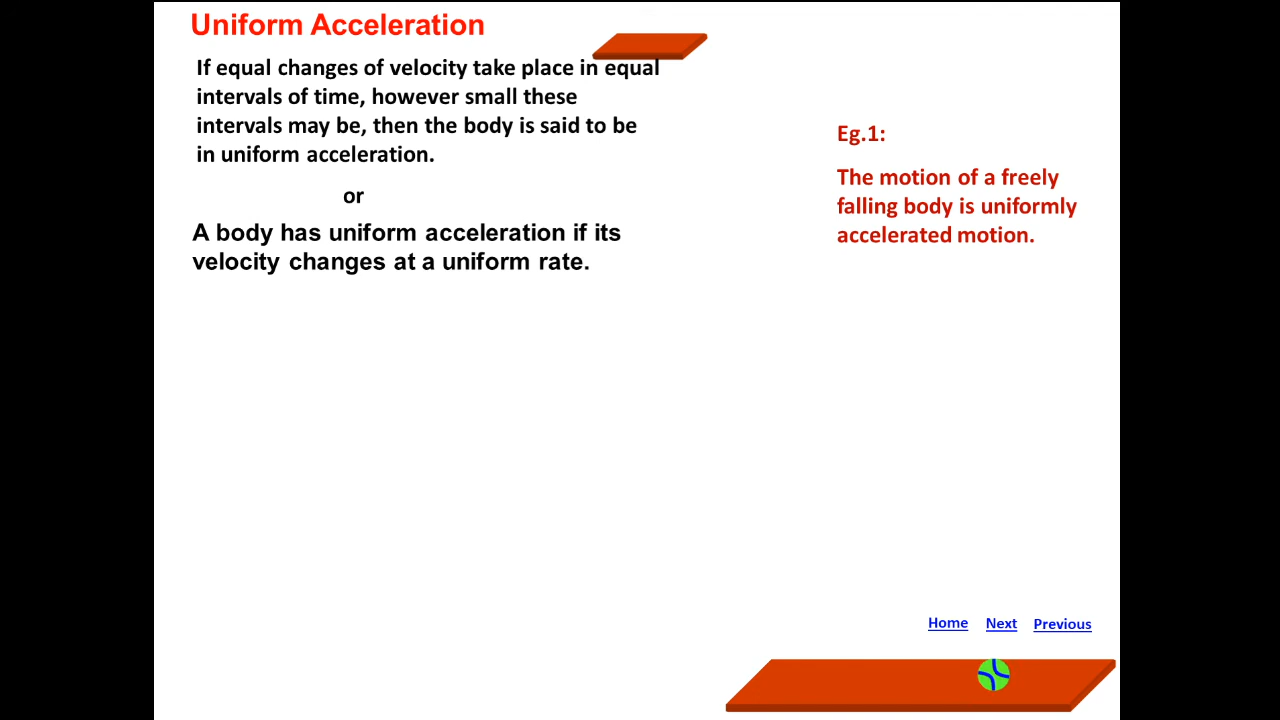 Uniform Acceleration
If equal changes of velocity take place in equal
intervals of time, however small these
intervals may be, then the body is said to be
in uniform acceleration.
or
A body has uniform acceleration if its
velocity changes at a uniform rate.
Eg.1:
The motion of a freely
falling body is uniformly
accelerated motion.
Home Next Previous